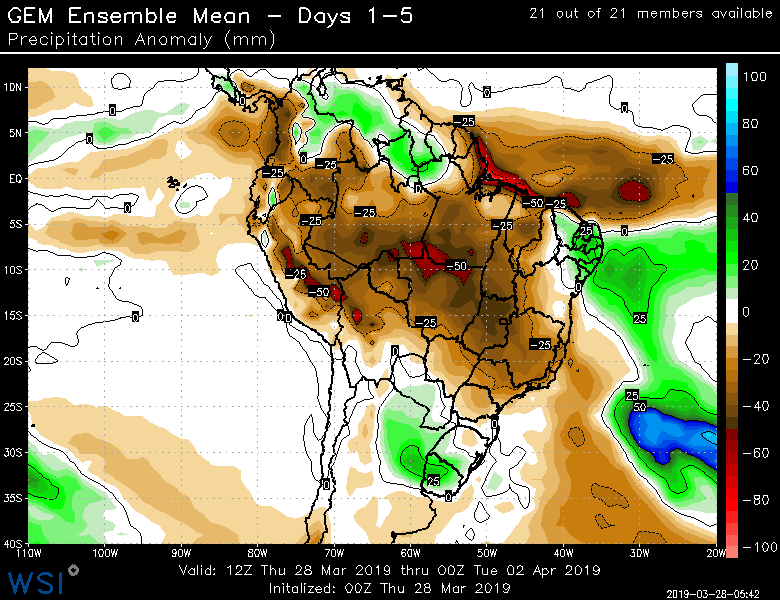 GEM Ensemble Mean - Days 1-5
21 out of 21 members available
Precipitation Anomaly (mm)
10N
5N
EQ
5S
10S
15S
20S
25S
30S
35S
40S
110W 100W 90W 80W 70W 60W 50W 40W 30W 20W
0 0 0 0 0
-25 -25 -25 -25
0 0 0
-50 -25
-25 -25 -25
25 0
-25 -50
-50
0
0 0 0 25
-25 -25
0
25
50
0
0 25 0
100
80
60
40
20
0
-20
-40
-60
-80
-100
Valid: 12Z Thu 28 Mar 2019 thru 00Z Tue 02 Apr 2019
Initalized: 00Z Thu 28 Mar 2019
WSI
2019-03-28-05:42